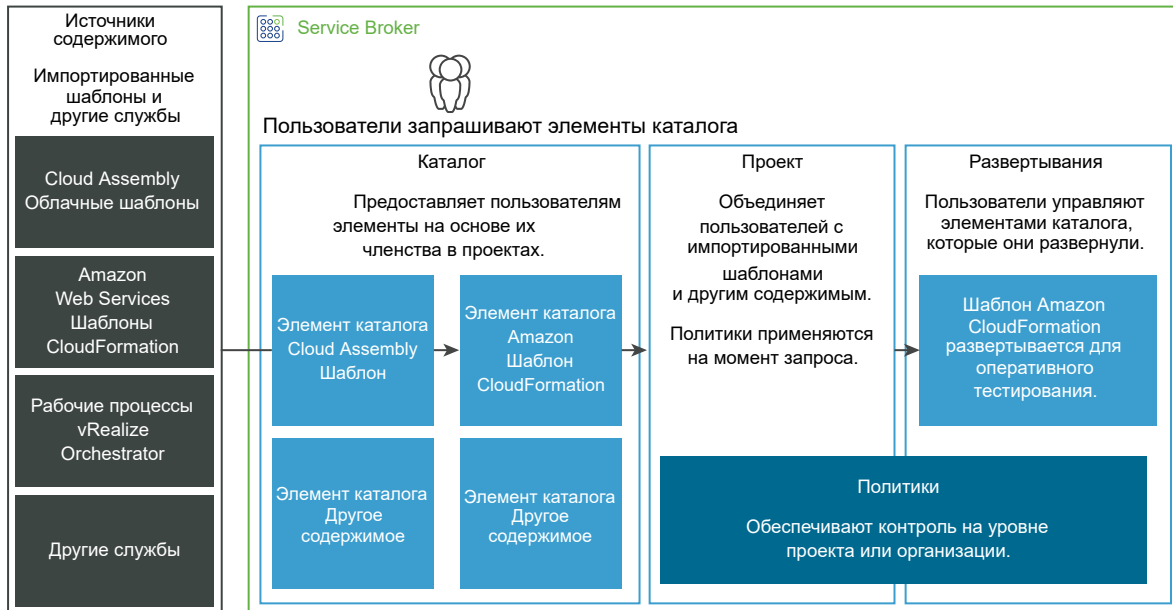 Источники
содержимого
Импортированные
шаблоны и
другие службы
Cloud Assembly
Облачные шаблоны
Amazon
Web Services
Шаблоны
CloudFormation
Рабочие процессы
vRealize
Orchestrator
Другие службы
Service Broker
Пользователи запрашивают элементы каталога
Каталог
Предоставляет пользователям
элементы на основе их
членства в проектах.
Элемент каталога
Cloud Assembly
Шаблон
Элемент каталога
Amazon
Шаблон
CloudFormation
Элемент каталога
Другое
содержимое
Элемент каталога
Другое
содержимое
Проект
Объединяет
пользователей с
импортированными
шаблонами
и другим содержимым.
Политики применяются
на момент запроса.
Развертывания
Пользователи управляют
элементами каталога,
которые они развернули.
Шаблон Amazon
CloudFormation
развертывается для
оперативного
тестирования.
Политики
Обеспечивают контроль на уровне
проекта или организации.